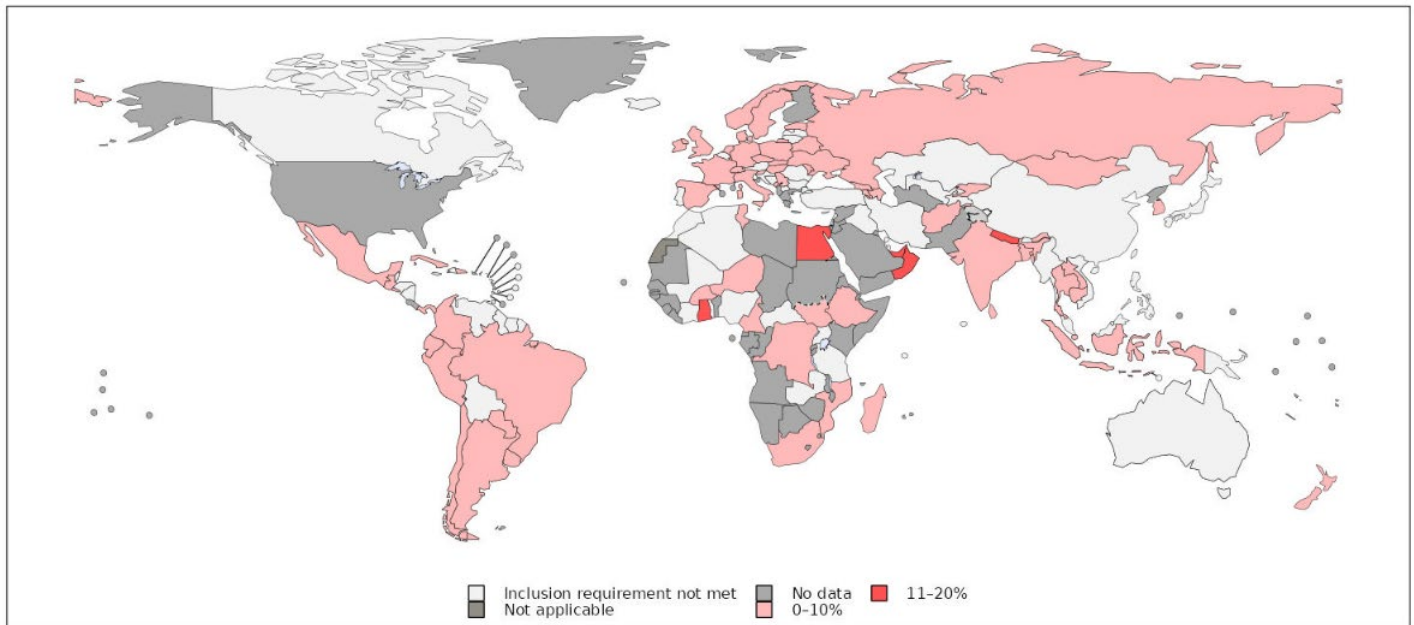 Inclusion requirement not met No data 11–20%
Not applicable 0–10%